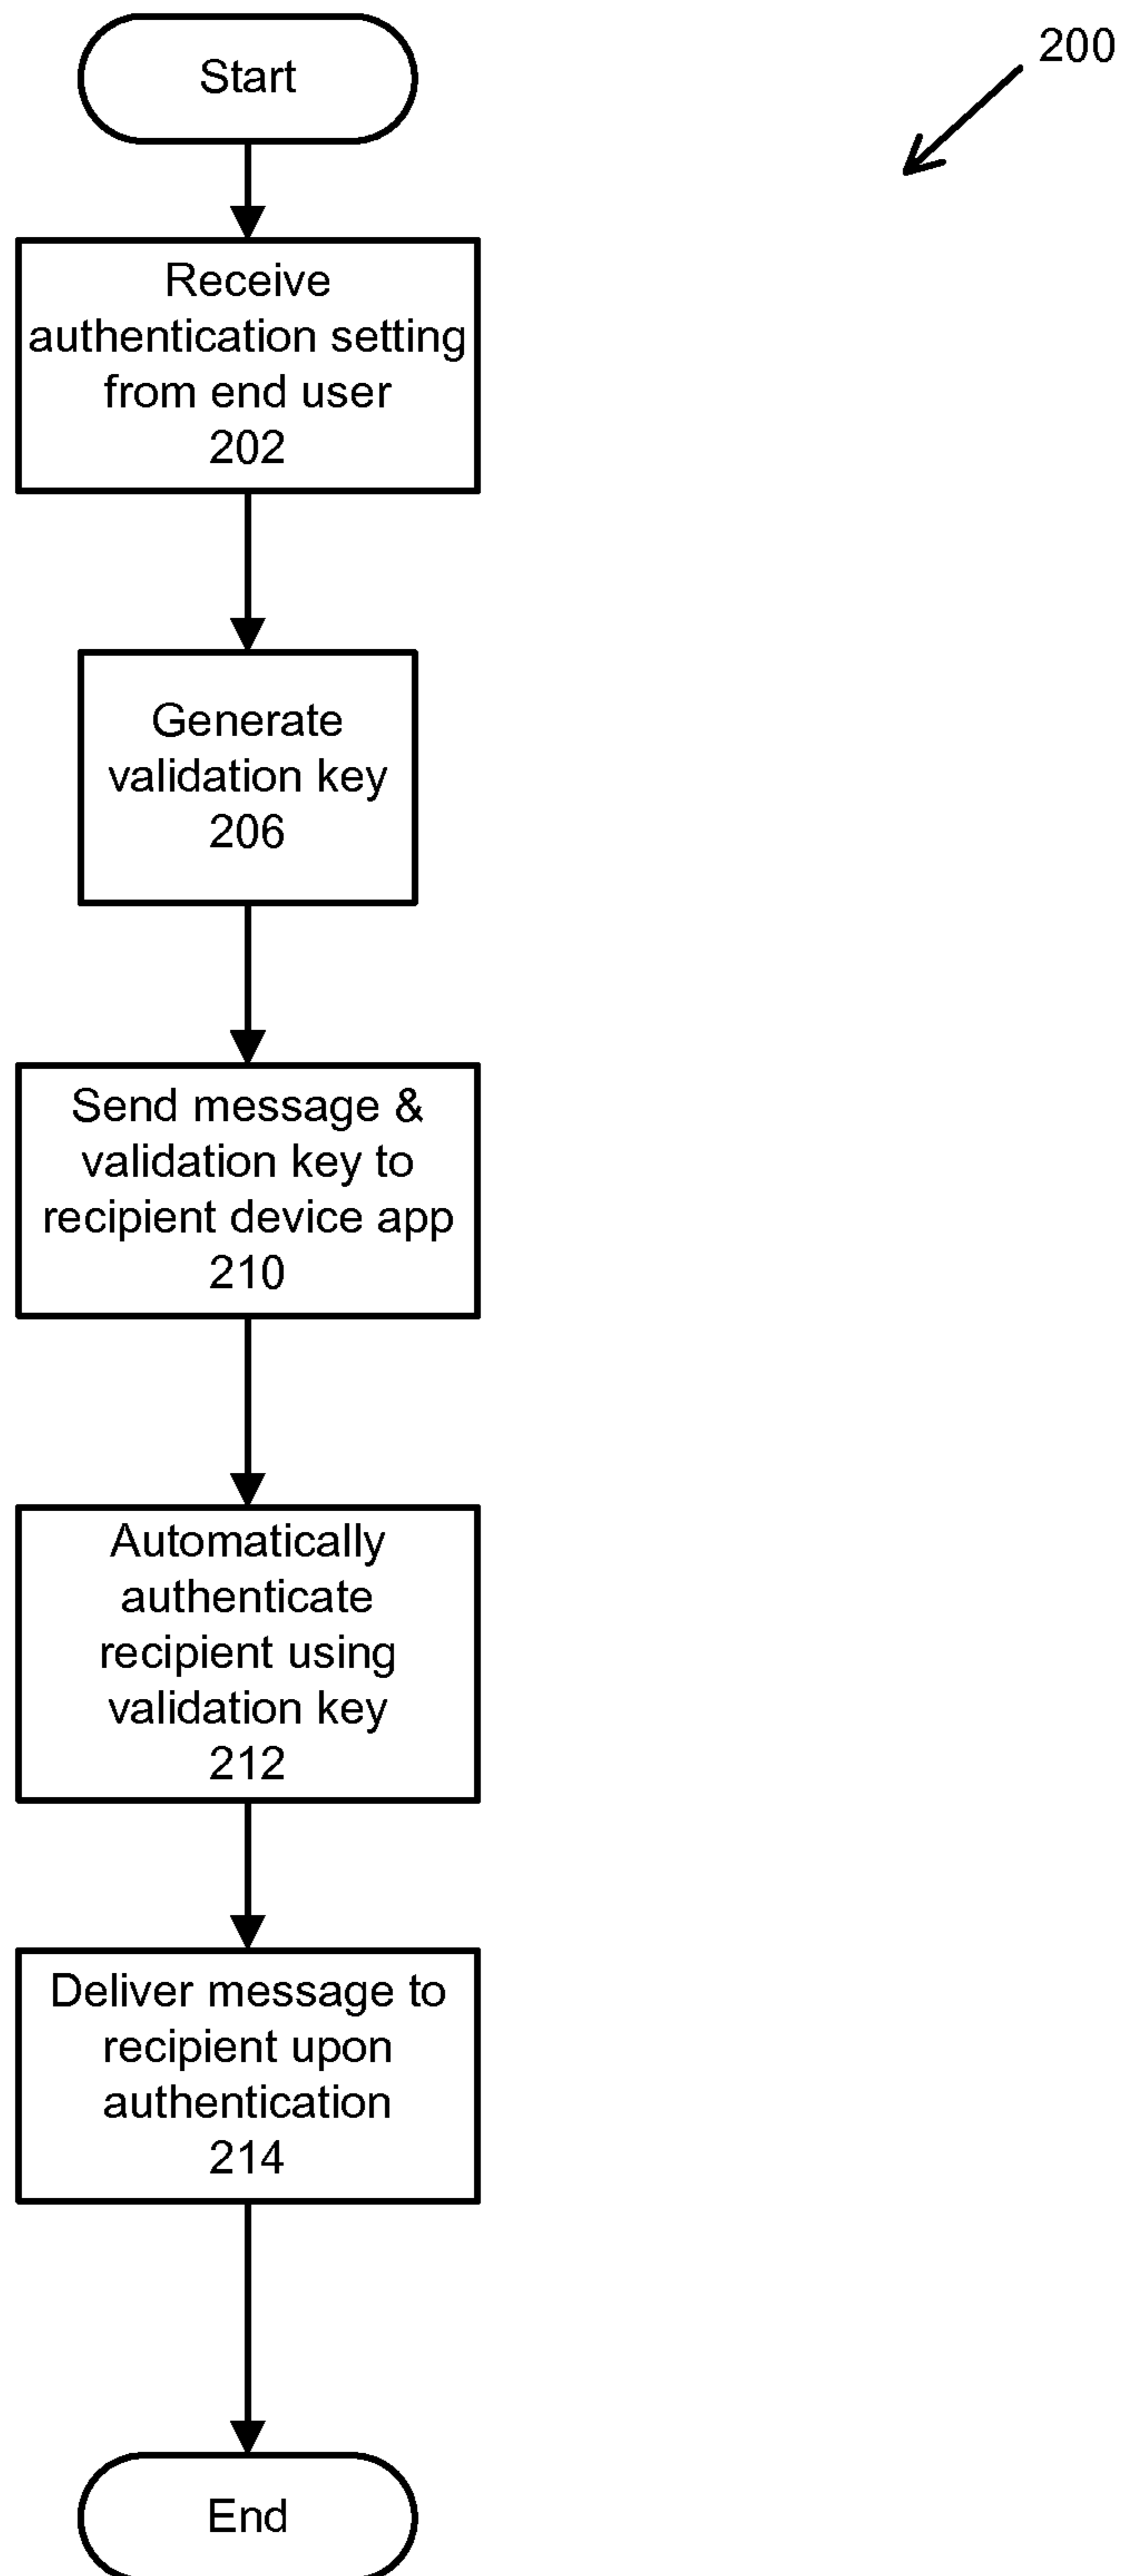 Start
200
Receive
authentication setting
from end user
202
Generate
validation key
206
Send message &
validation key to
recipient device app
210
Automatically
authenticate
recipient using
validation key
212
Deliver message to
recipient upon
authentication
214
End